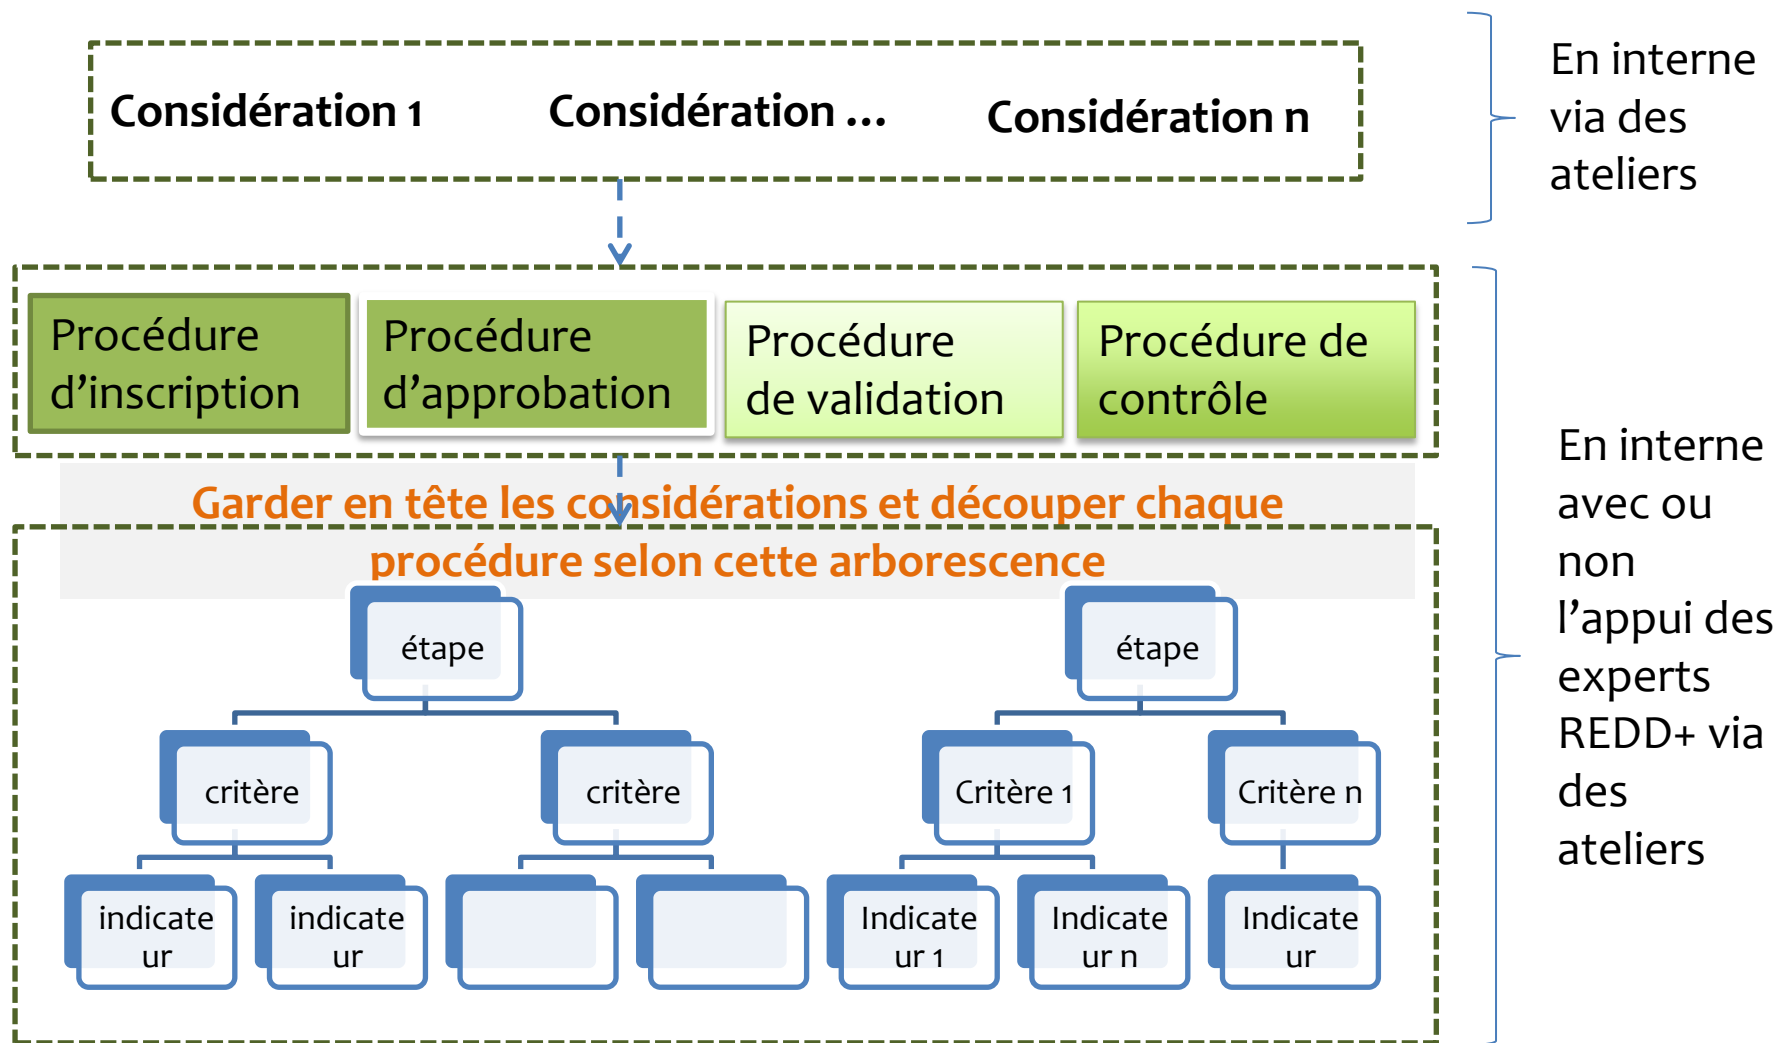 Considération 1
Considération ...
Considération n
En interne
via des
ateliers
Procédure
d’inscription
Procédure
d’approbation
Procédure
de validation
Procédure de
contrôle
Garder en tête les considérations et découper chaque
procédure selon cette arborescence
En interne
avec ou
non
l’appui des
experts
REDD+ via
des
ateliers
étape
étape
critère
critère
Critère 1
Critère n
indicate
ur
indicate
ur
Indicate
ur 1
Indicate
ur n
Indicate
ur